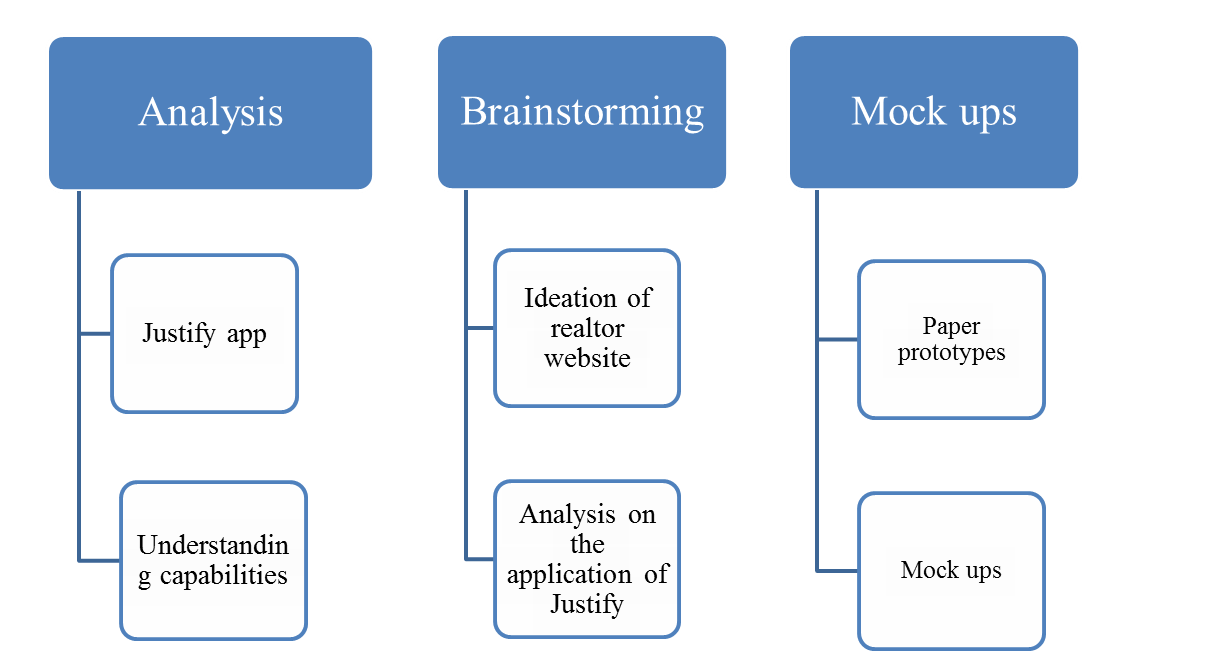 Analysis
Justify app
Understandin
g capabilities
Brainstorming
Ideation of
realtor
website
Analysis on
the
application of
Justify
Mock ups
Paper
prototypes
Mock ups